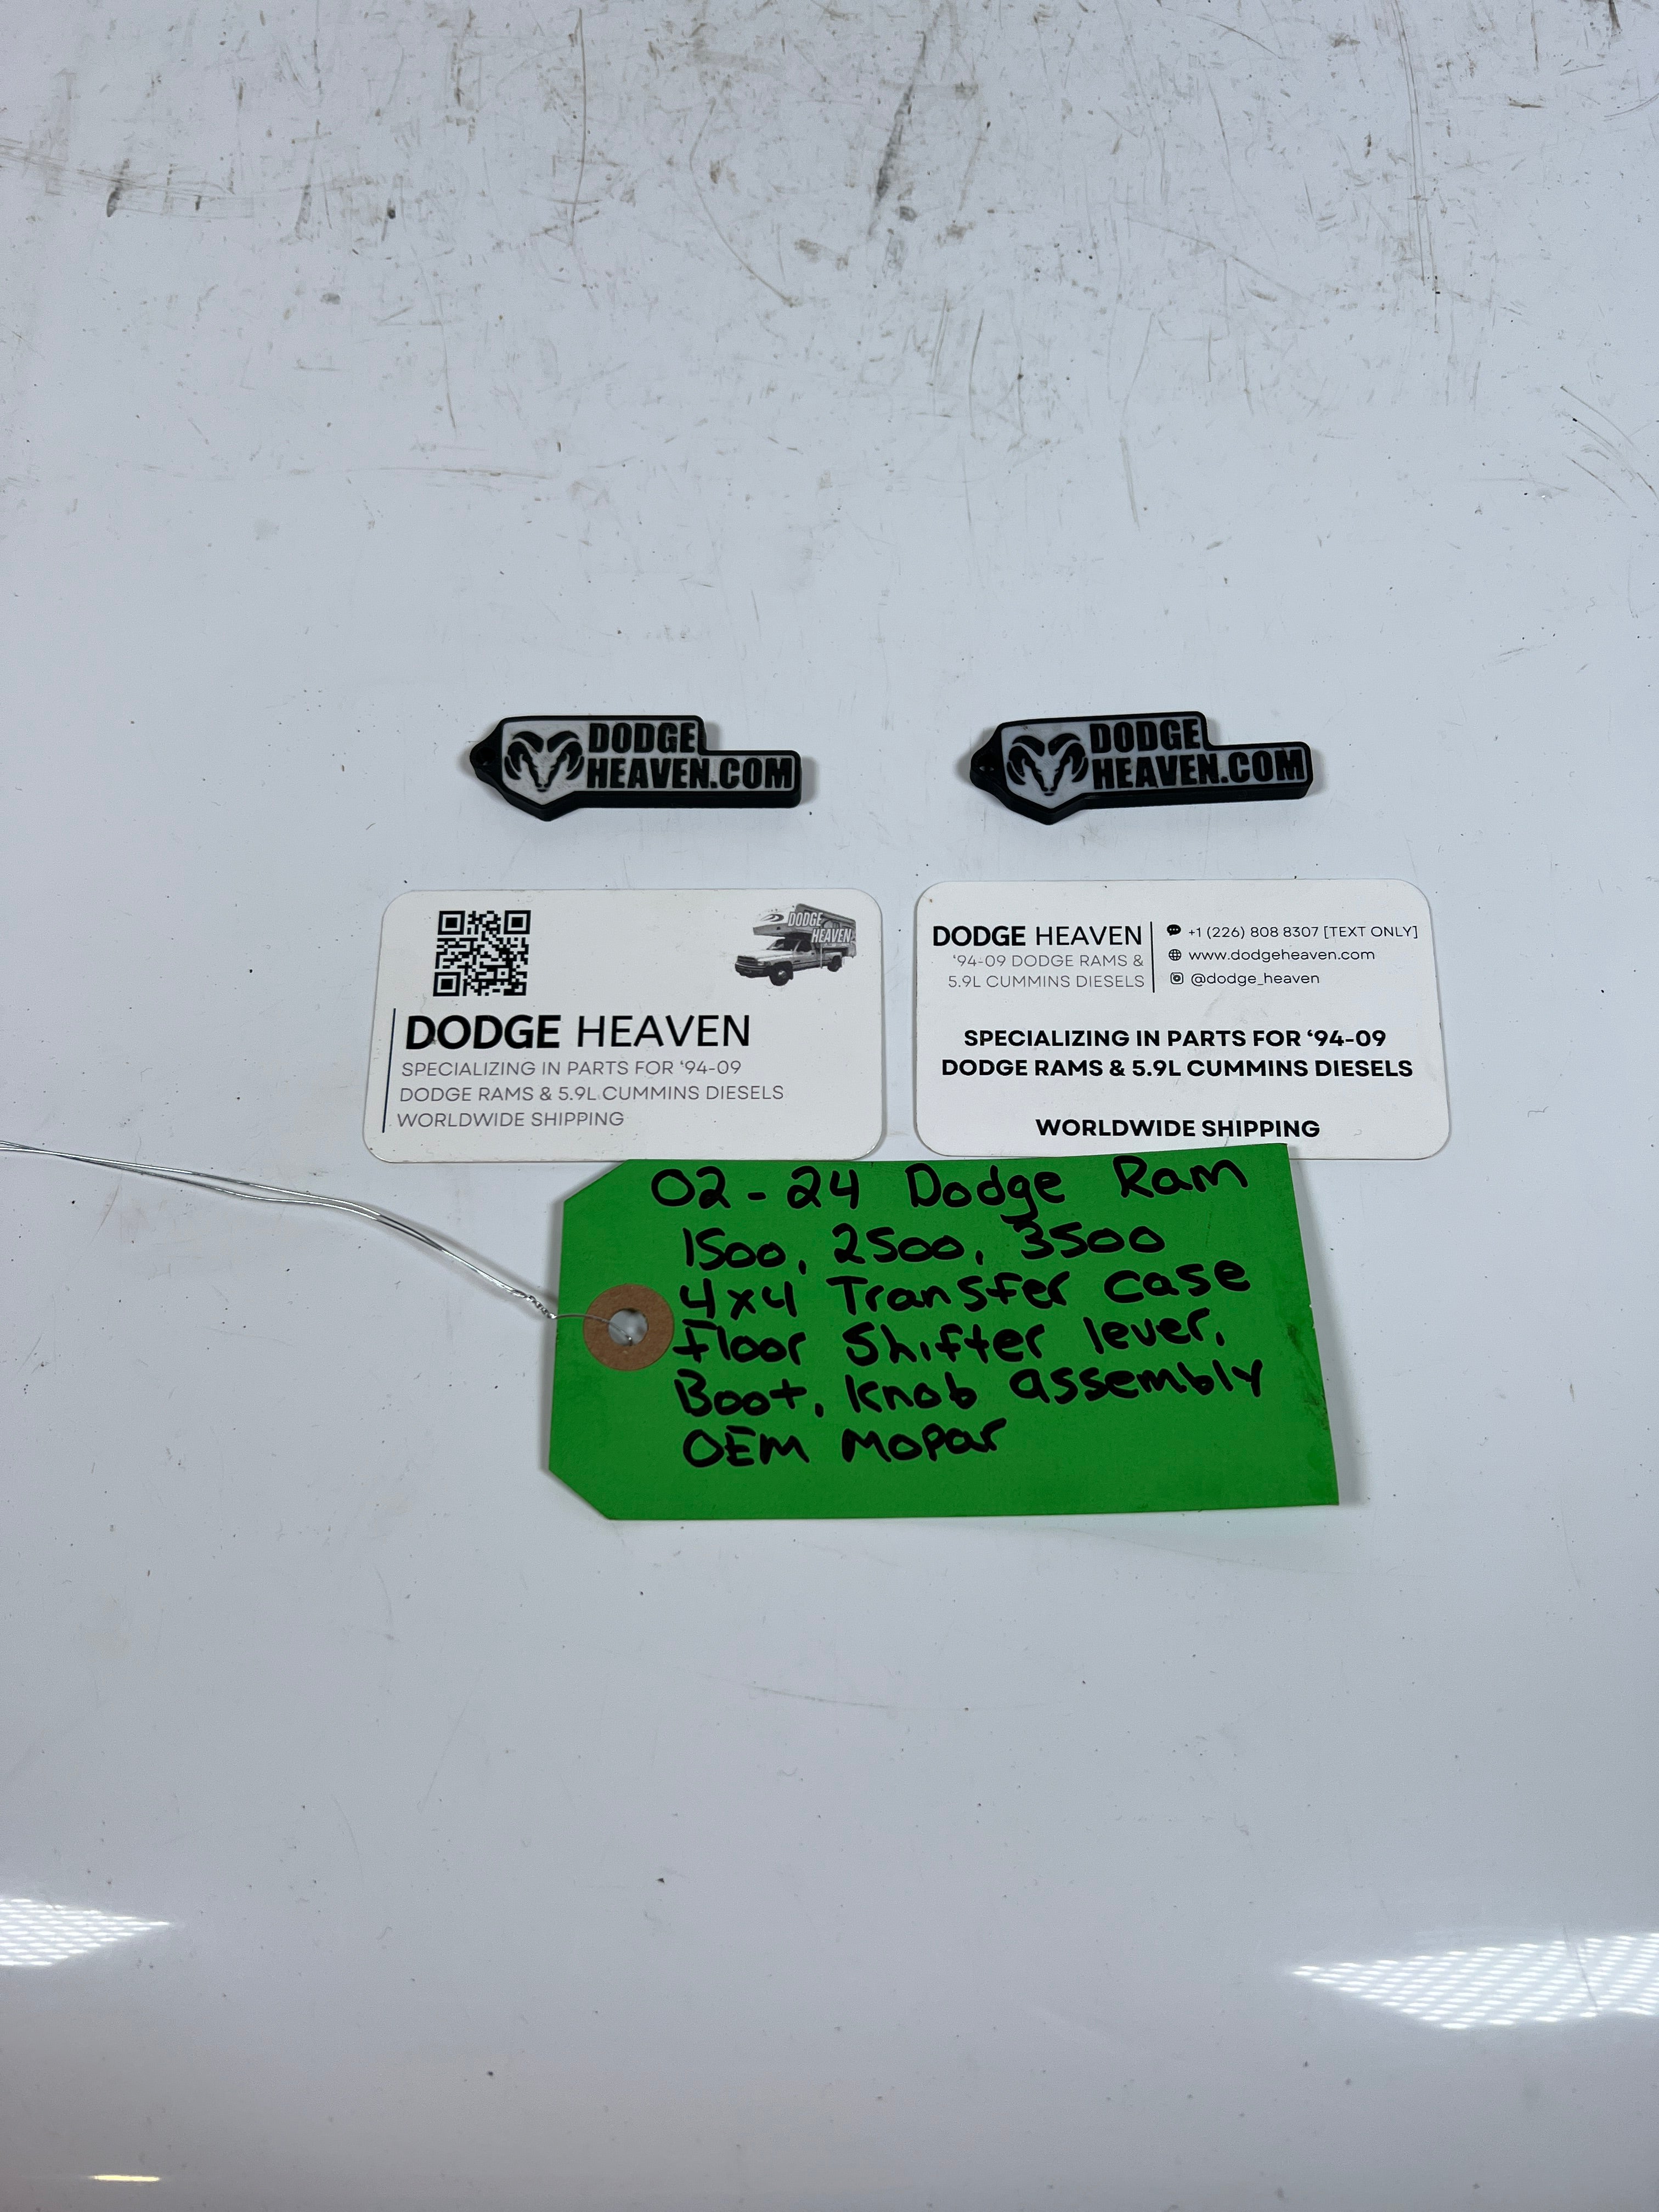 DODGE
HEAVEN.COM
DODGE
HEAVEN.COM
DODGE
HEAVEN
DODGE HEAVEN
SPECIALIZING IN PARTS FOR ‘94-09
DODGE RAMS & 5.9L CUMMINS DIESELS
WORLDWIDE SHIPPING
DODGE HEAVEN
‘94-09 DODGE RAMS &
5.9L CUMMINS DIESELS
+1 (226) 808 8307 [TEXT ONLY]
www.dodgeheaven.com
@dodge_heaven
SPECIALIZING IN PARTS FOR ‘94-09
DODGE RAMS & 5.9L CUMMINS DIESELS
WORLDWIDE SHIPPING
02-24 Dodge Ram
1500, 2500, 3500
4x4 Transfer case
Floor Shifter lever,
Boot, Knob assembly
OEM Mopar